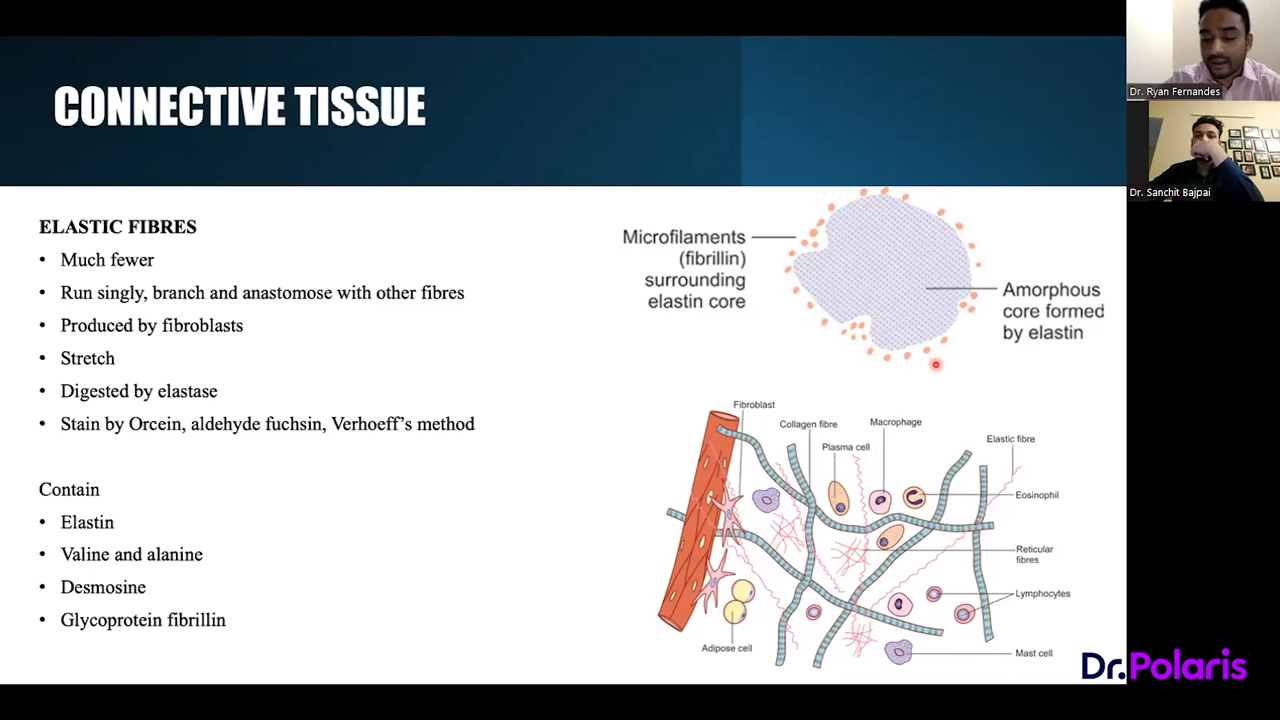 CONNECTIVE TISSUE
ELASTIC FIBRES
• Much fewer
• Run singly, branch and anastomose with other fibres
• Produced by fibroblasts
• Stretch
• Digested by elastase
• Stain by Orcein, aldehyde fuchsin, Verhoeff’s method
Contain
• Elastin
• Valine and alanine
• Desmosine
• Glycoprotein fibrillin
Microfilaments
(fibrillin)
surrounding
elastin core
Amorphous
core formed
by elastin
Fibroblast
Collagen fibre
Plasma cell
Macrophage
Elastic fibre
Eosinophil
Reticular
fibres
Lymphocytes
Adipose cell
Mast cell
Dr. Ryan Fernandes
Dr. Sanchit Bajpai
Dr.Polaris